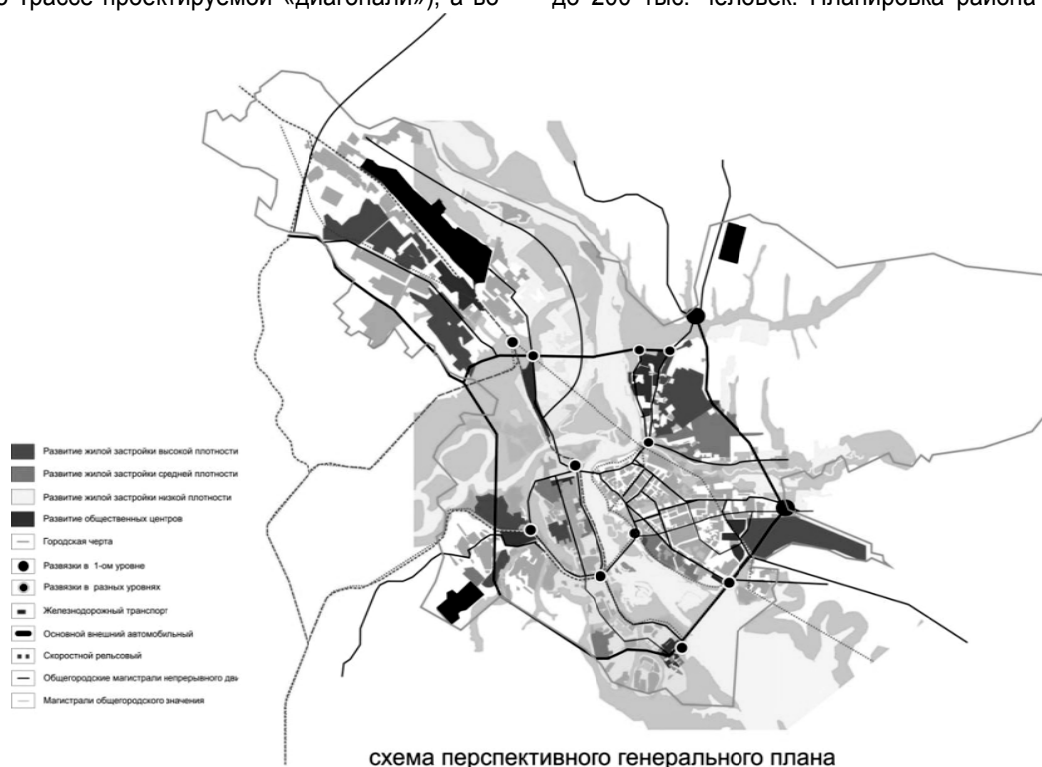 трассе проектируемой «диагонали»), а во
до 200 тыс. человек. Планировка района
Развитие жилой застройки высокой плотности
Развитие жилой застройки средней плотности
Развитие жилой застройки низкой плотности
Развитие общественных центров
Городская черта
Развязки в 1-ом уровне
Развязки в разных уровнях
Железнодорожный транспорт
Основной внешний автомобильный
Скоростной рельсовый
Общегородские магистрали непрерывного дви
Магистрали общегородского значения
схема перспективного генерального плана